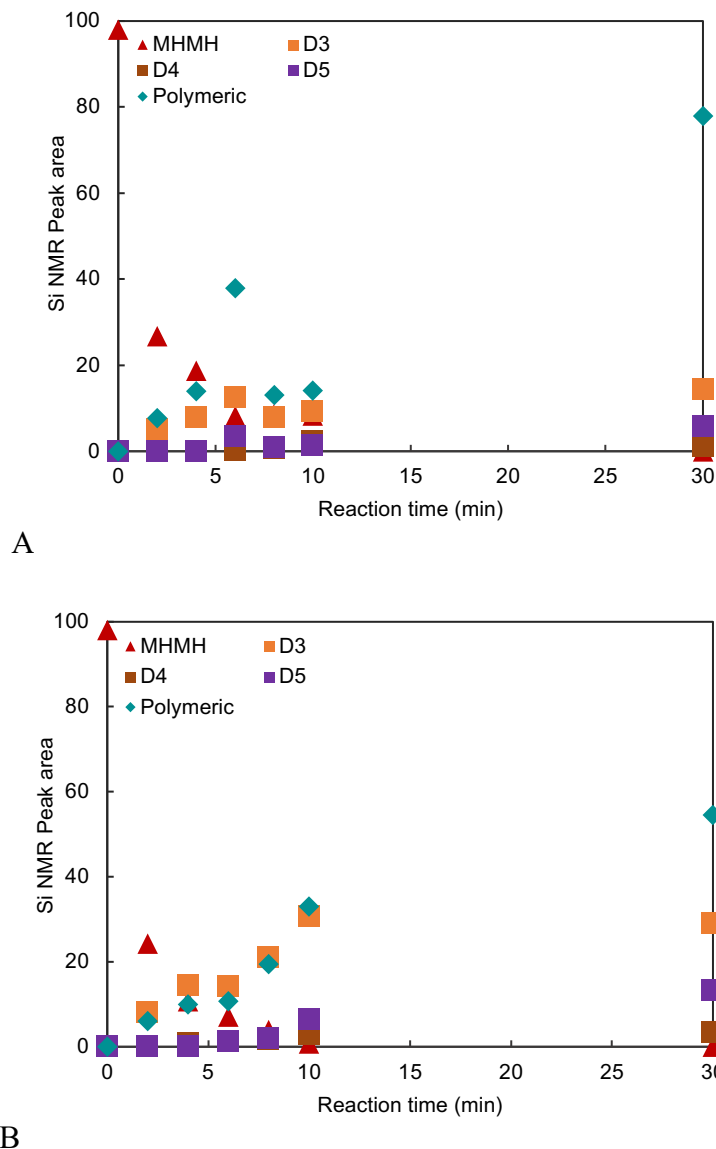 100
80
60
40
20
0
Si NMR Peak area
MHMH D3
D4 D5
Polymeric
0 5 10 15 20 25 30
Reaction time (min)
A
100
80
60
40
20
0
Si NMR Peak area
MHMH D3
D4 D5
Polymeric
0 5 10 15 20 25 30
Reaction time (min)
B